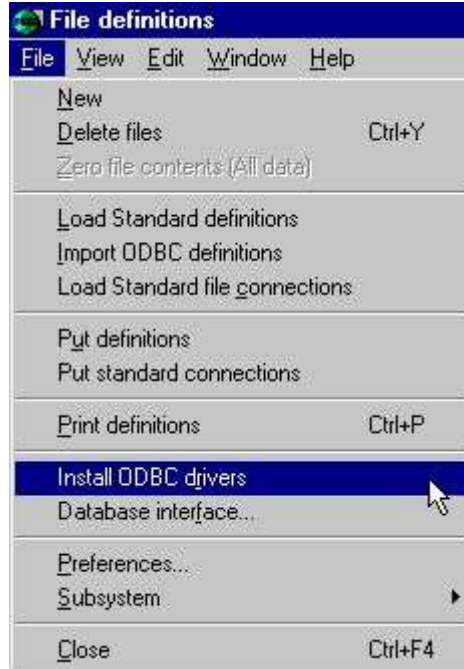 File definitions
File View Edit Window Help
New
Delete files Ctrl+Y
Zero file contents (All data)
Load Standard definitions
Import ODBC definitions
Load Standard file connections
Put definitions
Put standard connections
Print definitions Ctrl+P
Install ODBC drivers
Database interface...
Preferences...
Subsystem
Close Ctrl+F4